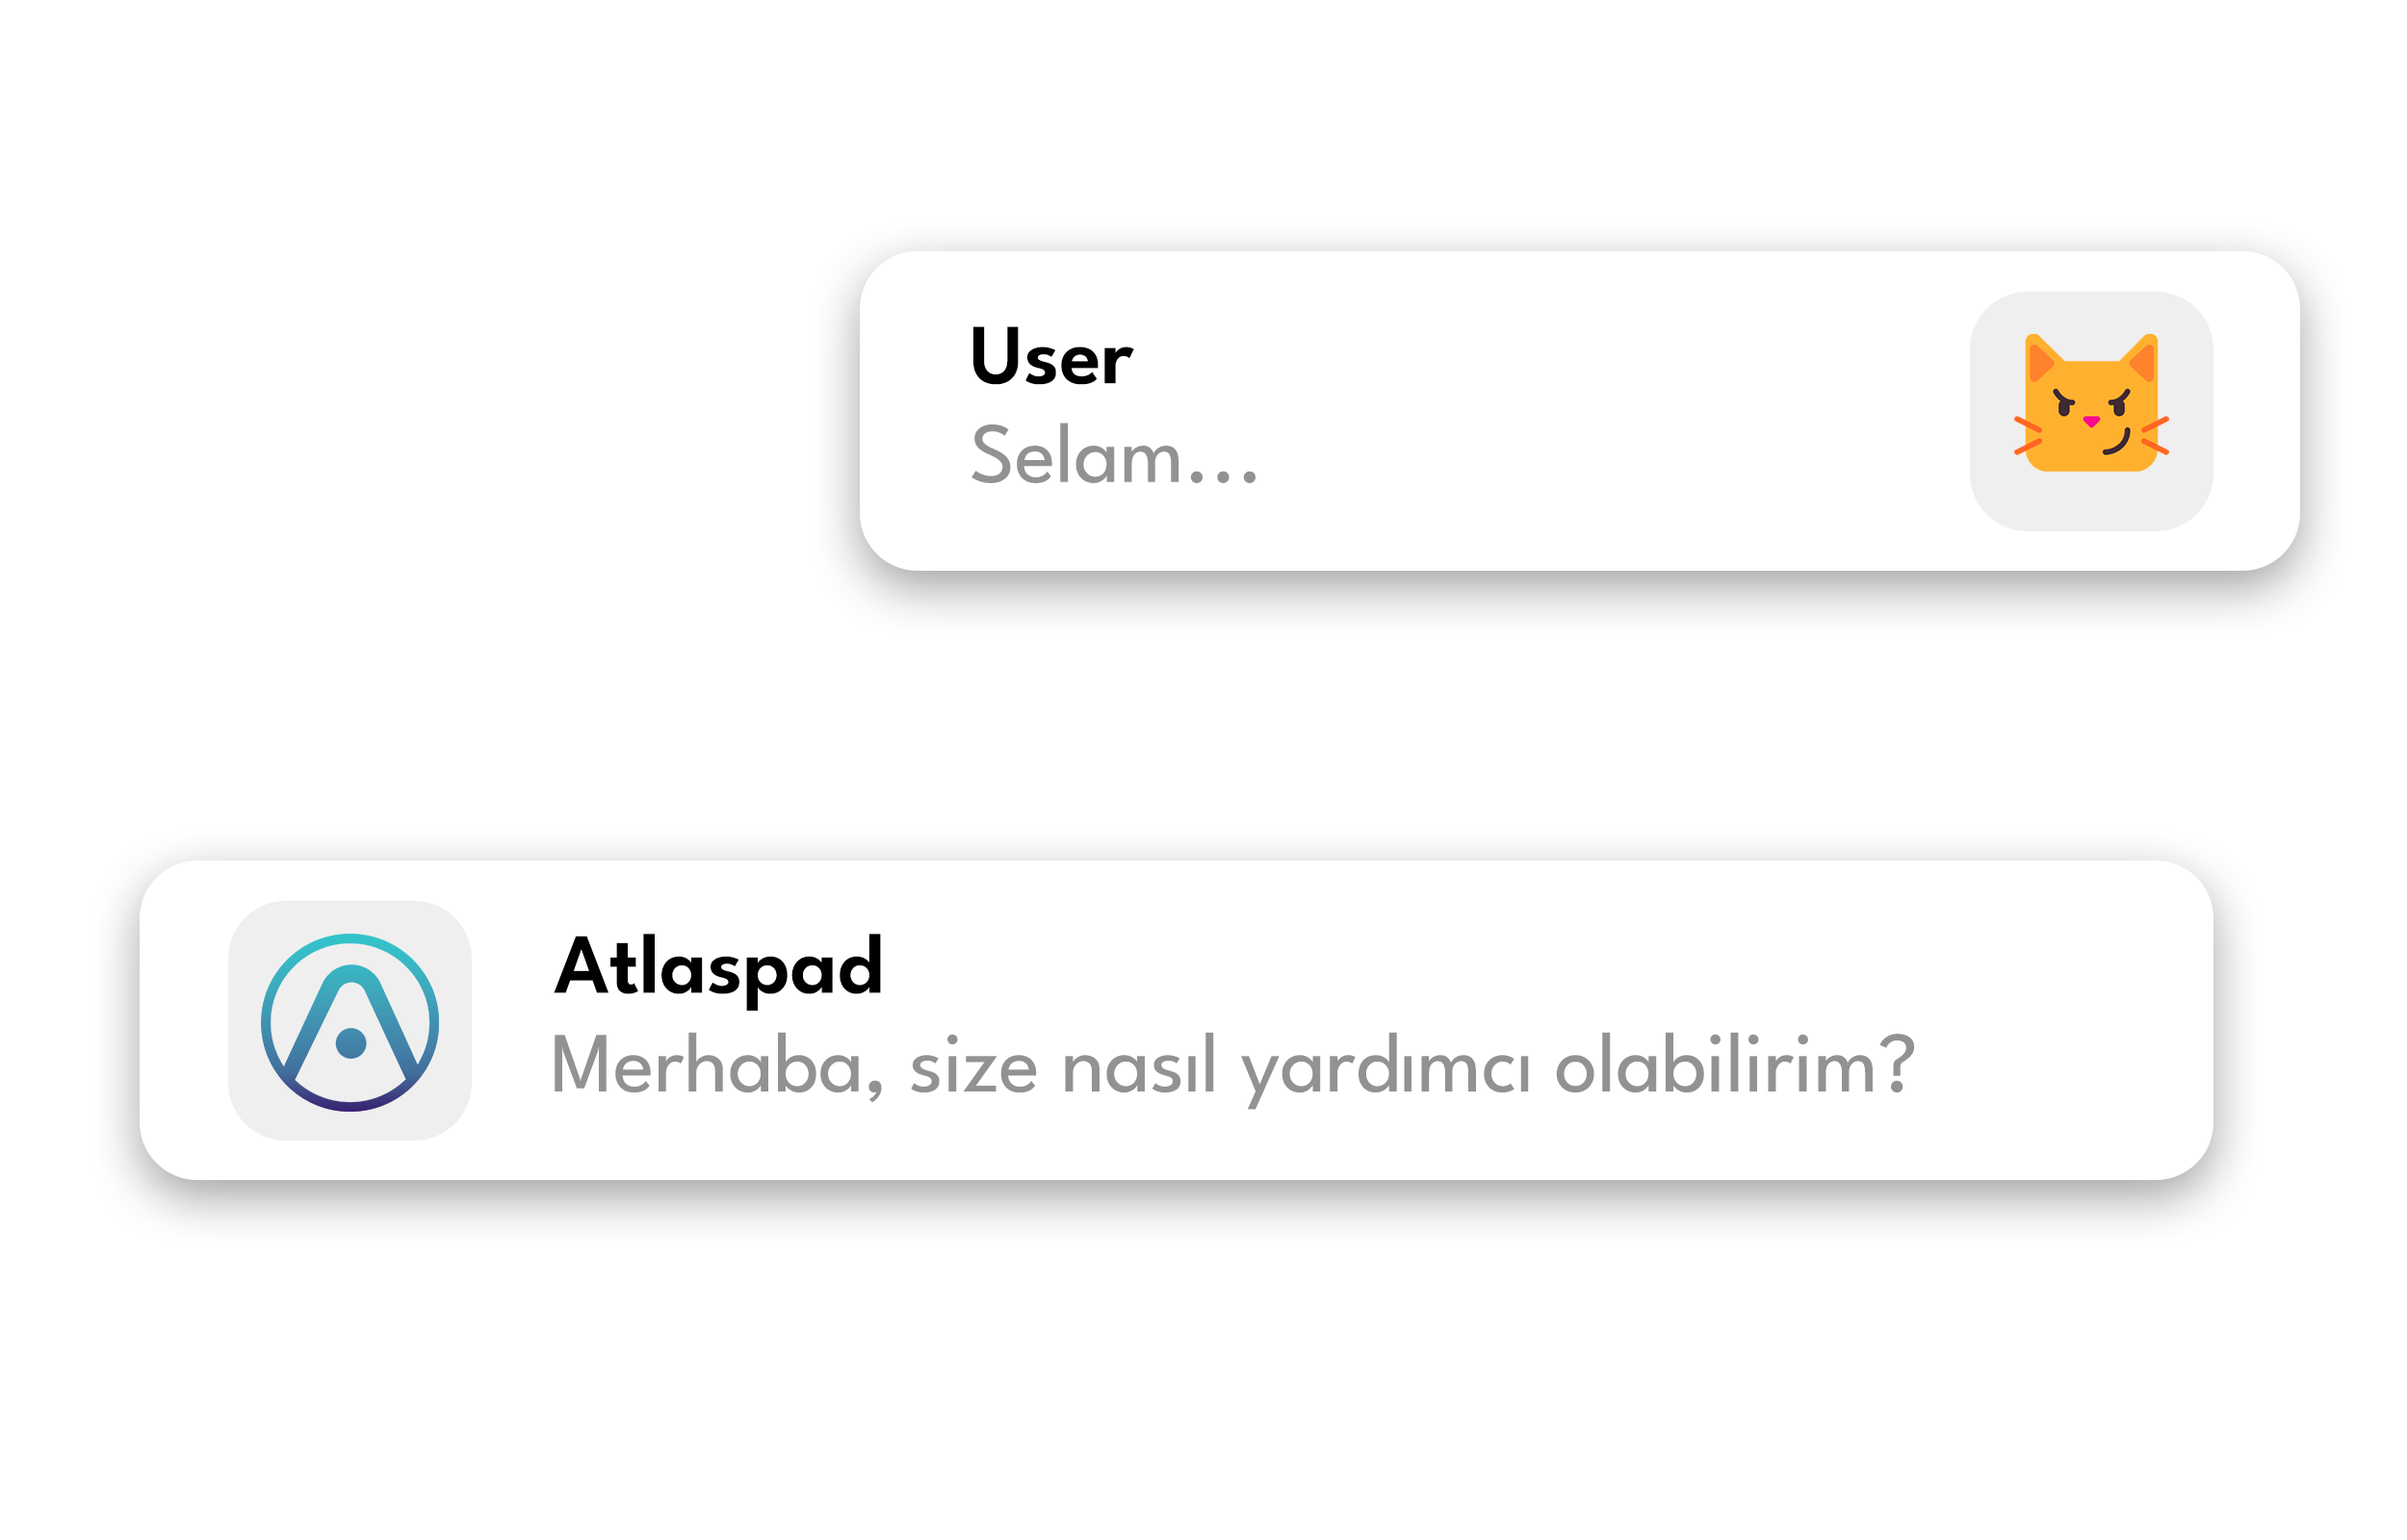 User
Selam...
Atlaspad
Merhaba, size nasıl yardımcı olabilirim?